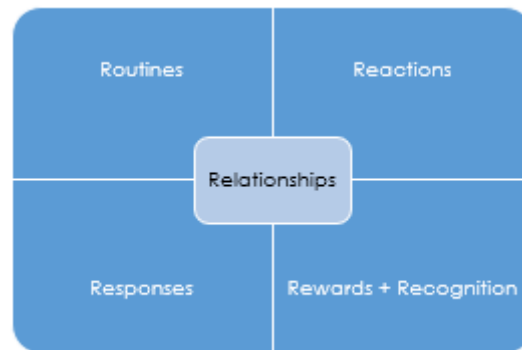 Routines
Reactions
Relationships
Responses
Rewards + Recognition